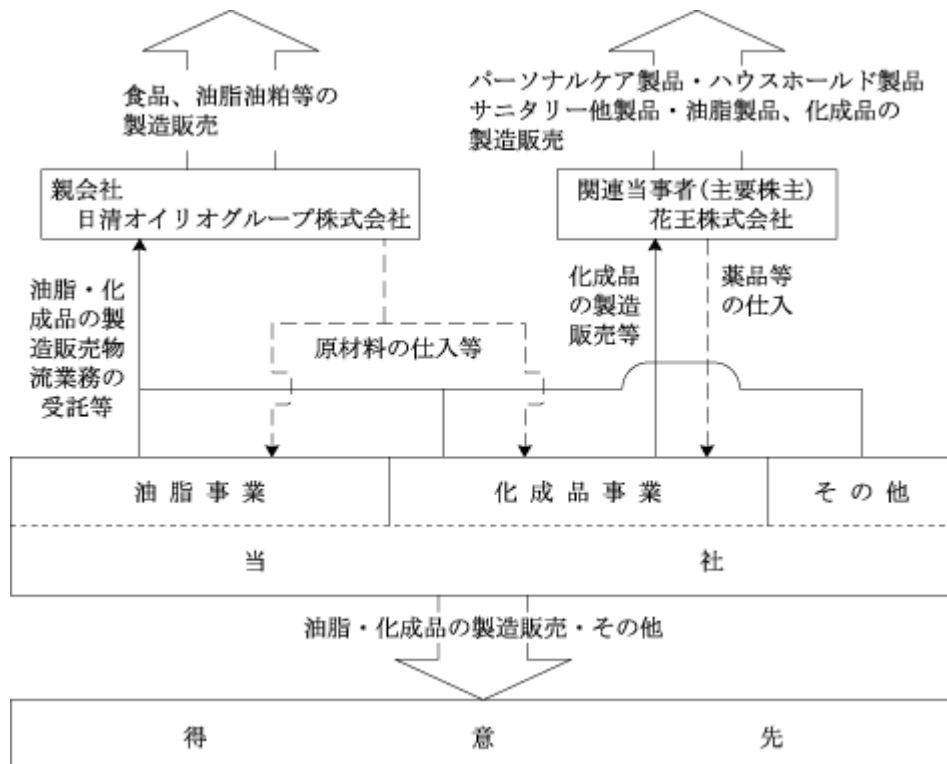 食品、油脂油粕等の
製造販売
パーソナルケア製品・ハウスホールド製品
サニタリー他製品・油脂製品、化成品の
製造販売
親会社
日清オイリオグループ株式会社
関連当事者(主要株主)
花王株式会社
油脂・化
成品の製
造販売物
流業務の
受託等
原材料の仕入等
化成品
の製造
販売等
薬品等
の仕入
油脂事業
化成品事業
その他
当社
油脂・化成品の製造販売・その他
得意先